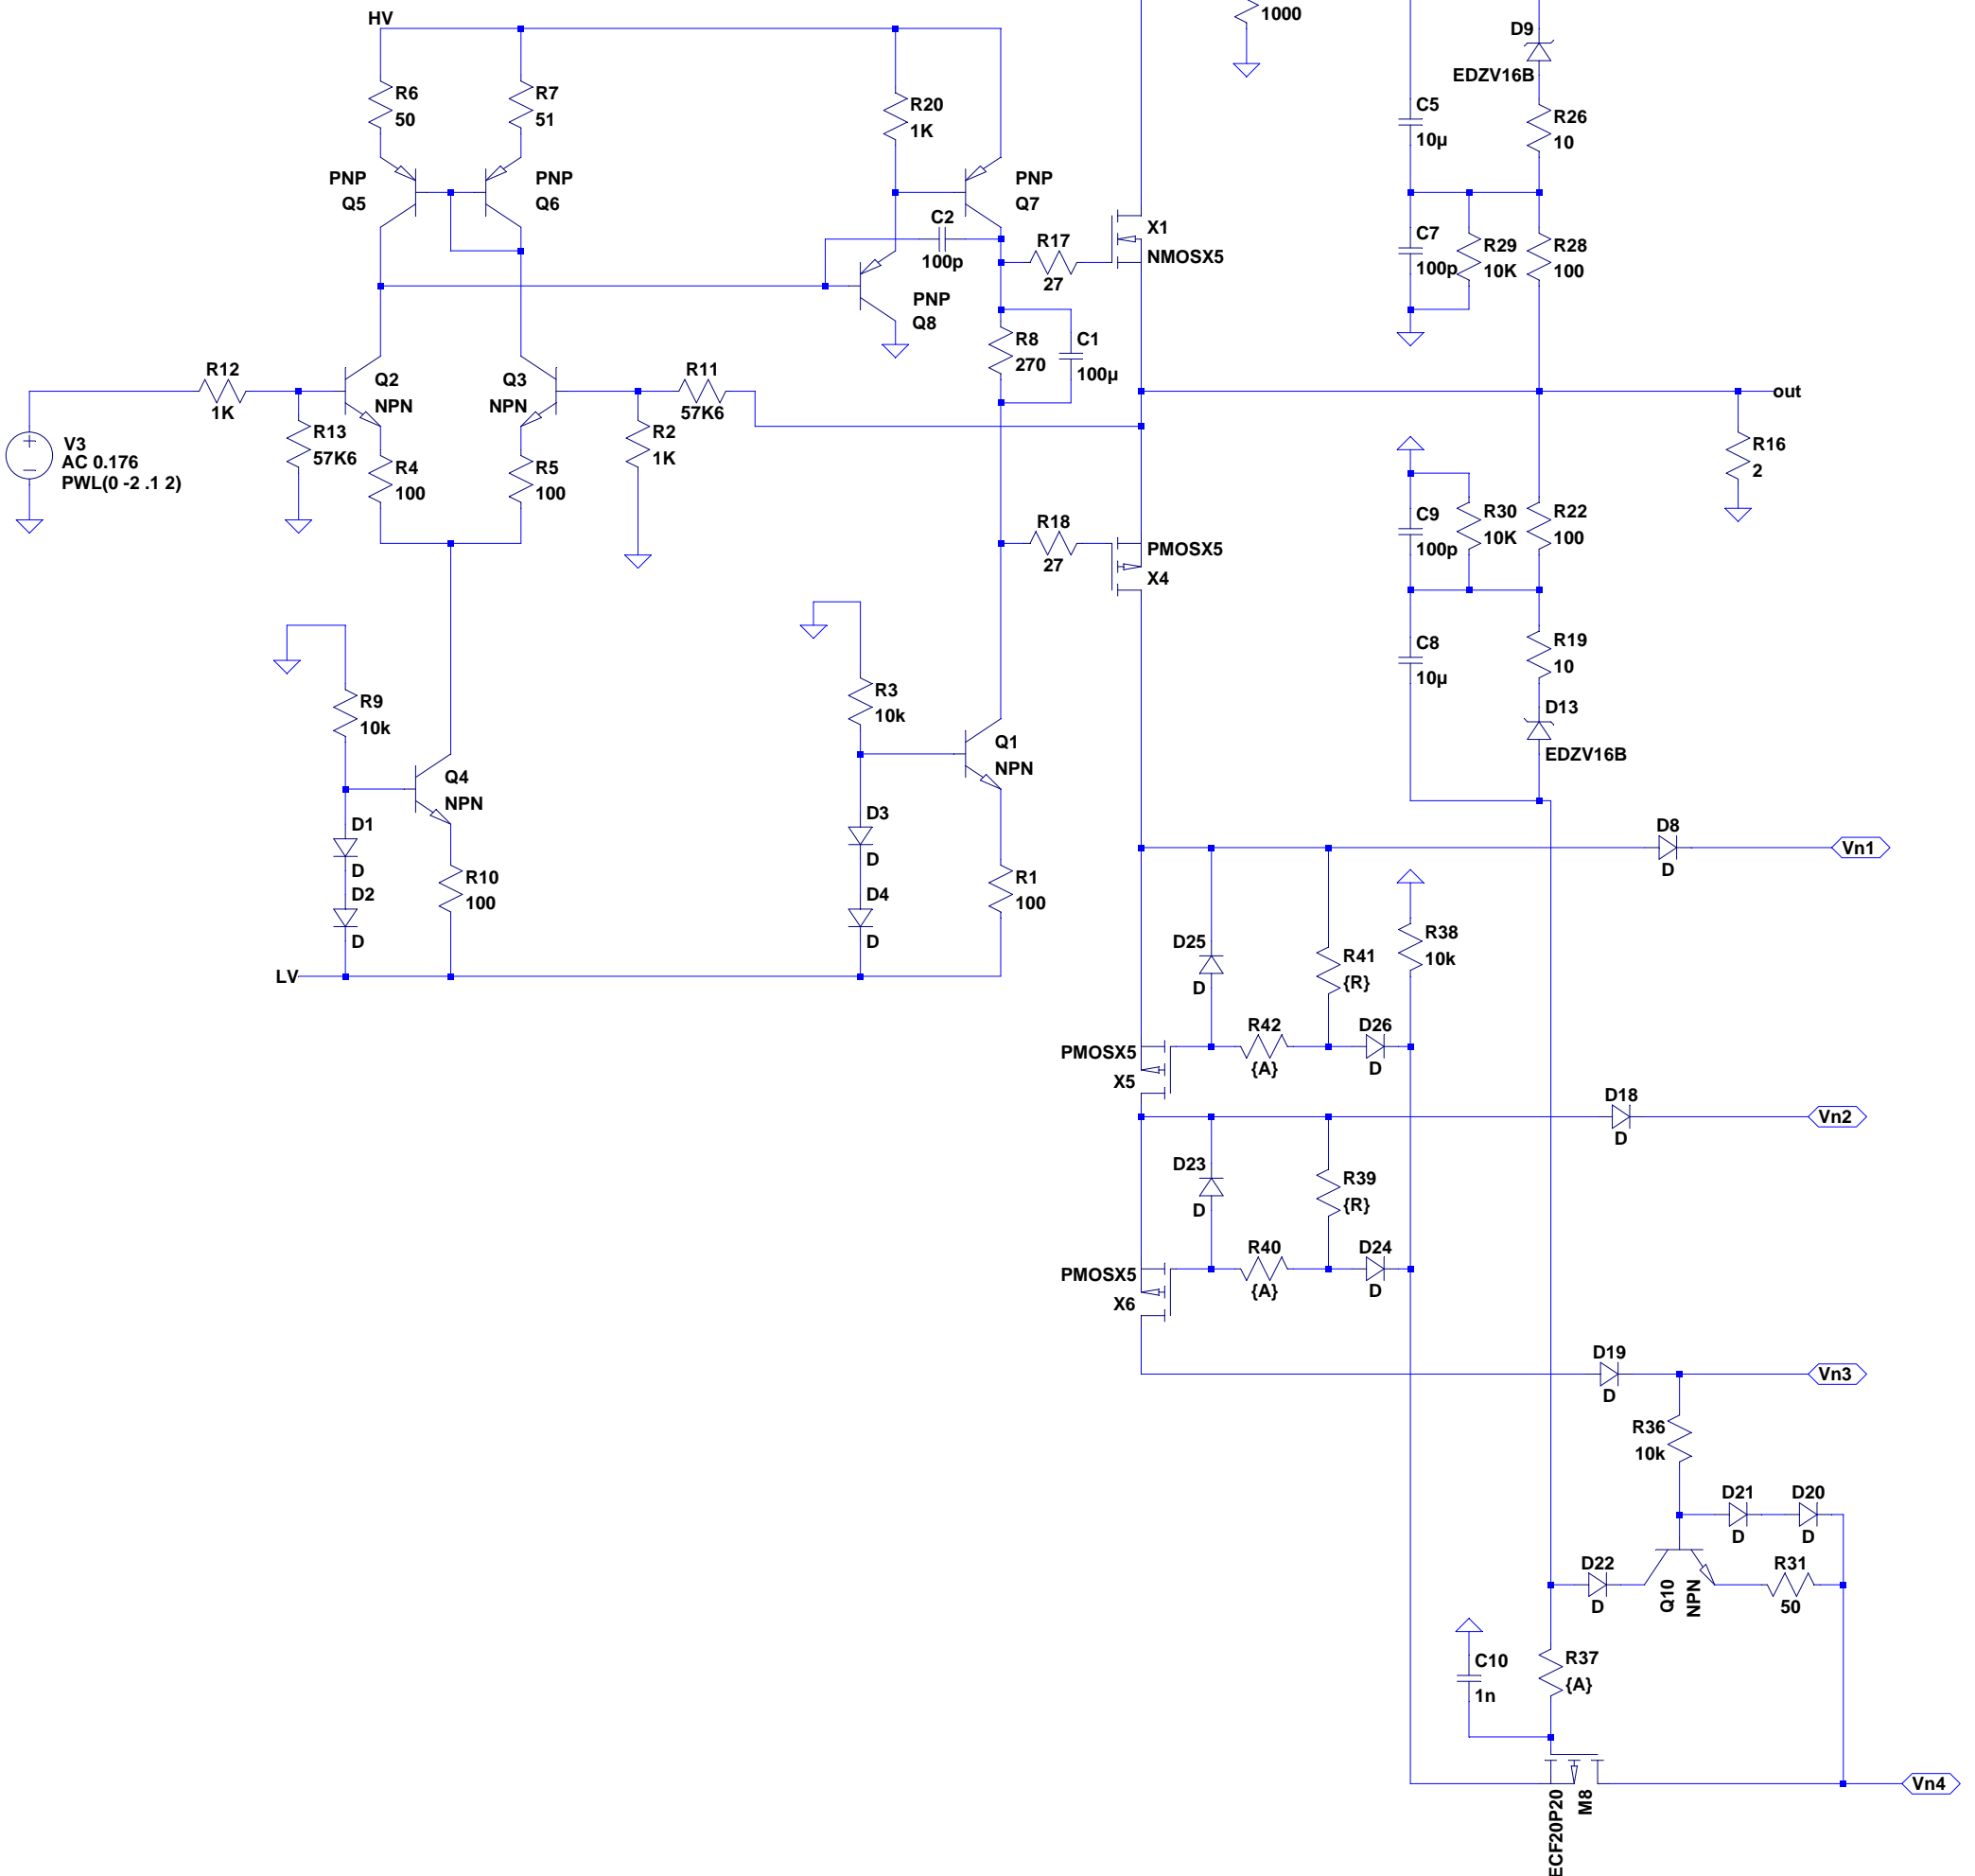 HV
1000
D9
EDZV16B
R6
50
R7
51
R20
1K
C5
10µ
R26
10
PNP
Q5
PNP
Q6
PNP
Q7
C2
100p
R17
27
X1
NMOSX5
C7
100p
R29
10K
R28
100
PNP
Q8
R8
270
C1
100µ
R12
1K
Q2
NPN
Q3
NPN
R11
57K6
out
V3
AC 0.176
PWL(0 -2 .1 2)
R13
57K6
R2
1K
R16
2
R4
100
R5
100
R18
27
PMOSX5
X4
C9
100p
R30
10K
R22
100
C8
10µ
R19
10
D13
EDZV16B
R9
10k
R3
10k
Q4
NPN
Q1
NPN
D1
D
D2
D
R10
100
D3
D
D4
D
R1
100
LV
D8
D
Vn1
D25
D
R41
{R}
R38
10k
R42
{A}
D26
D
PMOSX5
X5
D18
D
Vn2
D23
D
R39
{R}
R40
{A}
D24
D
PMOSX5
X6
D19
D
Vn3
R36
10k
D21
D
D20
D
D22
D
Q10
NPN
R31
50
C10
1n
R37
{A}
ECF20P20
M8
Vn4